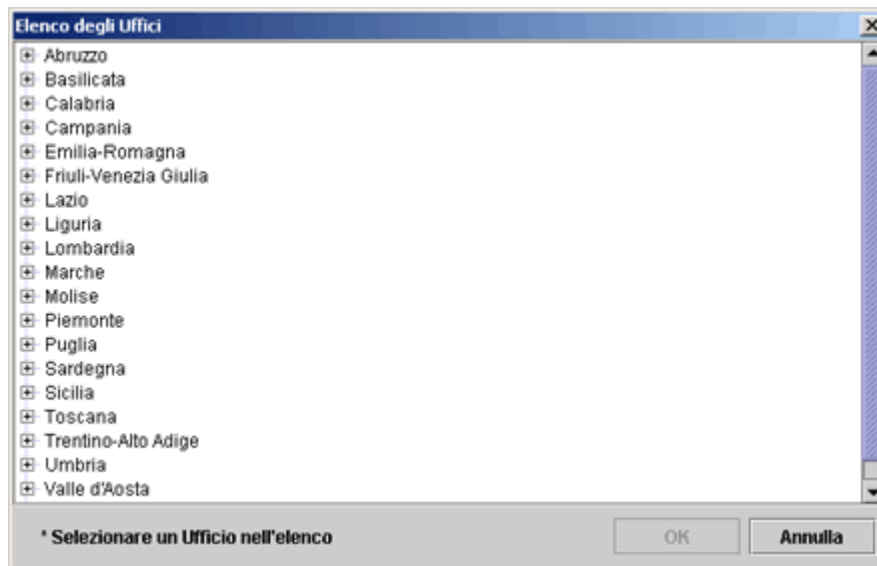 Elenco degli Uffici
Abruzzo
Basilicata
Calabria
Campania
Emilia-Romagna
Friuli-Venezia Giulia
Lazio
Liguria
Lombardia
Marche
Molise
Piemonte
Puglia
Sardegna
Sicilia
Toscana
Trentino-Alto Adige
Umbria
Valle d'Aosta
* Selezionare un Ufficio nell'elenco OK Annulla